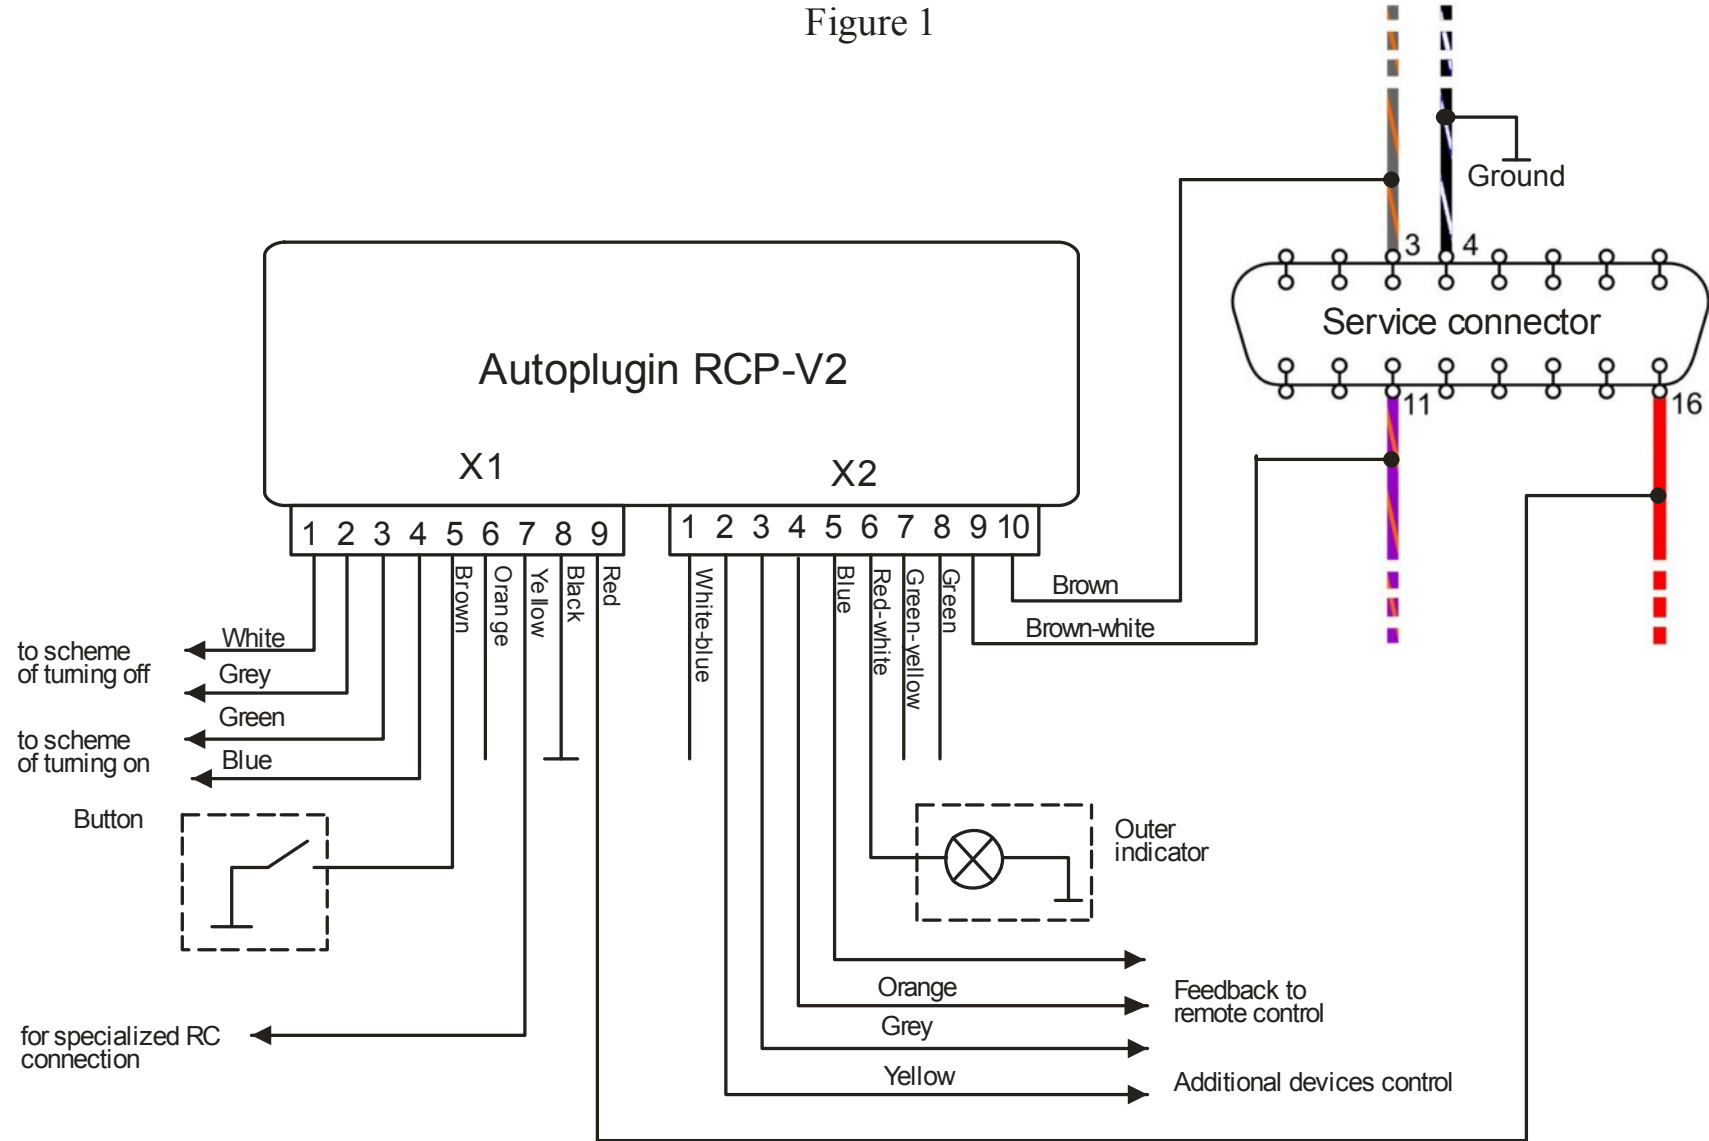 Figure 1
Ground
3
4
Service connector
11
16
Autoplugin RCP-V2
X1
X2
1 2 3 4 5 6 7 8 9
1 2 3 4 5 6 7 8 9 10
Brown
Orange
Yellow
Black
Red
White-blue
Blue
Red-white
Green-yellow
Green
Brown
Brown-white
to scheme
of turning off
White
Grey
to scheme
of turning on
Green
Blue
Button
Outer
indicator
for specialized RC
connection
Orange
Feedback to
remote control
Grey
Yellow
Additional devices control